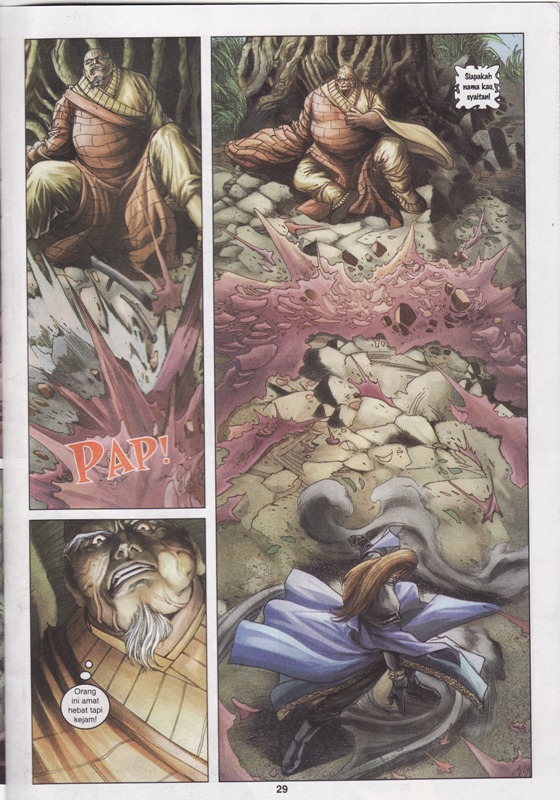 PAP!
Orang
ini amat
hebat tapi
kejam!
Siapakah
nama kau,
syaitan!
29